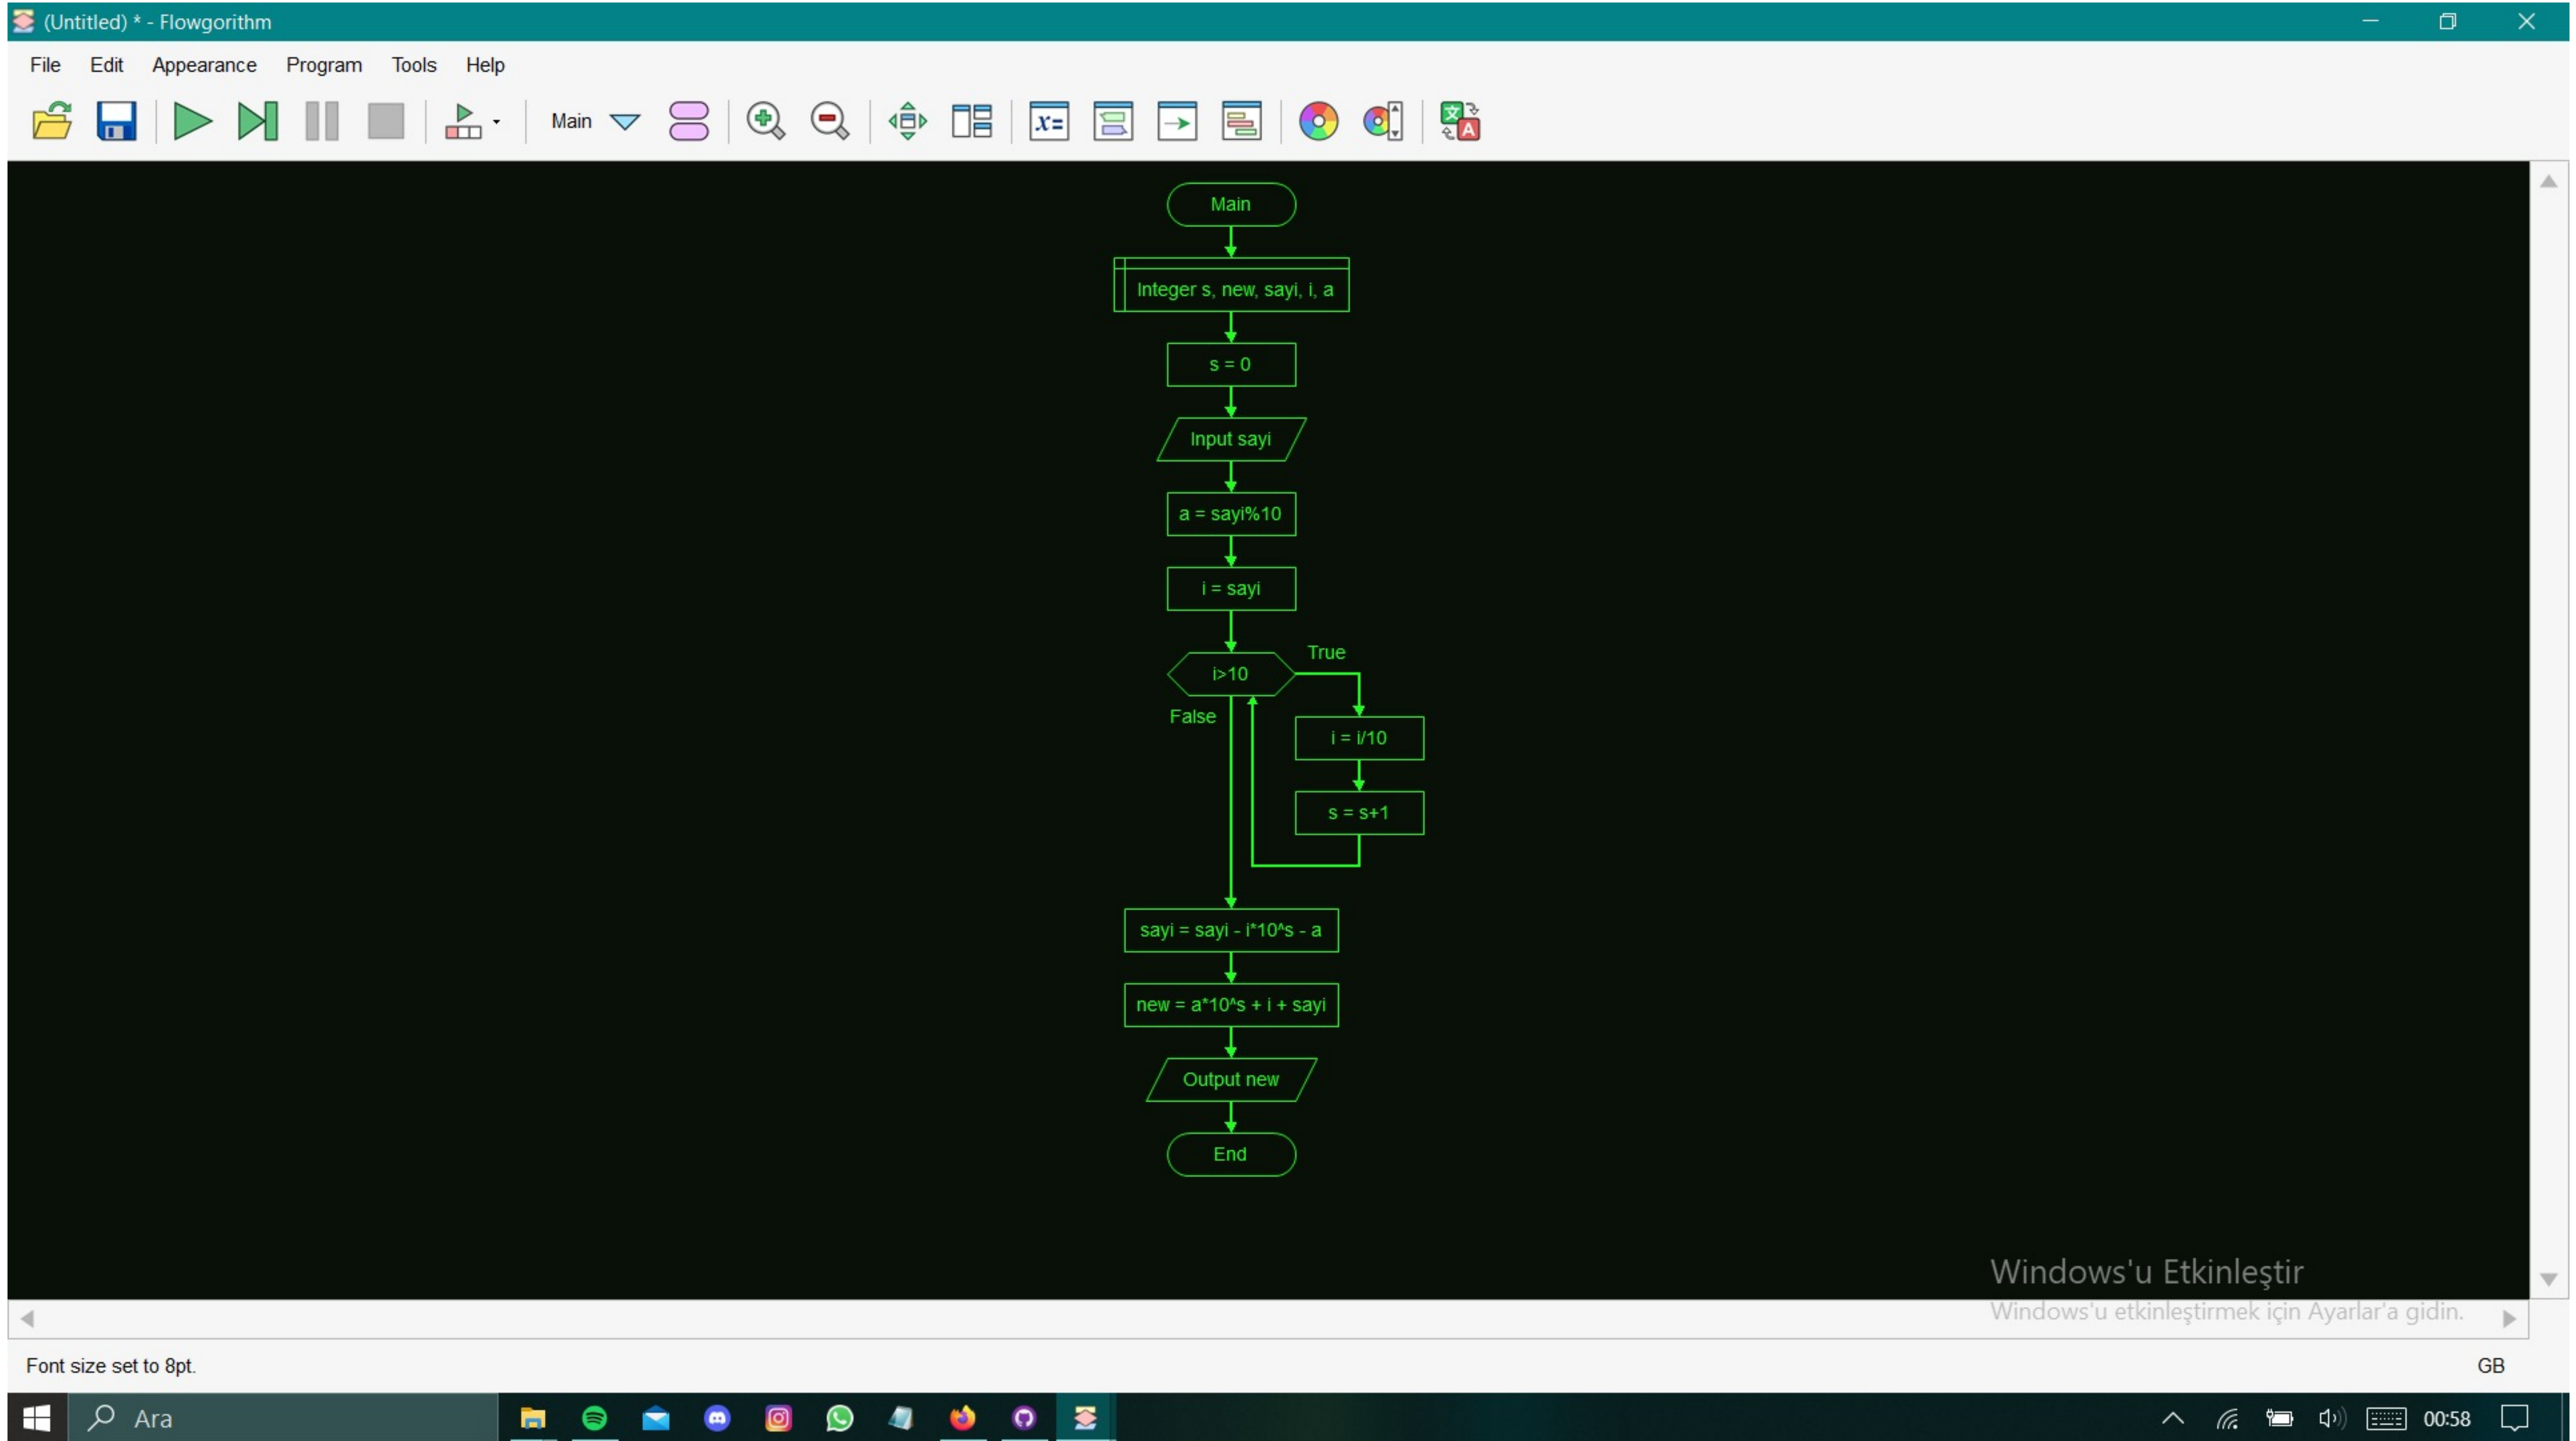 (Untitled) * - Flowgorithm
File Edit Appearance Program Tools Help
Main
x=
文
A
Main
Integer s, new, sayi, i, a
s = 0
Input sayi
a = sayi%10
i = sayi
i>10
True
False
i = i/10
s = s+1
sayi = sayi - i*10^s - a
new = a*10^s + i + sayi
Output new
End
Windows'u Etkinleştir
Windows'u etkinleştirmek için Ayarlar'a gidin.
Font size set to 8pt.
GB
Ara
00:58